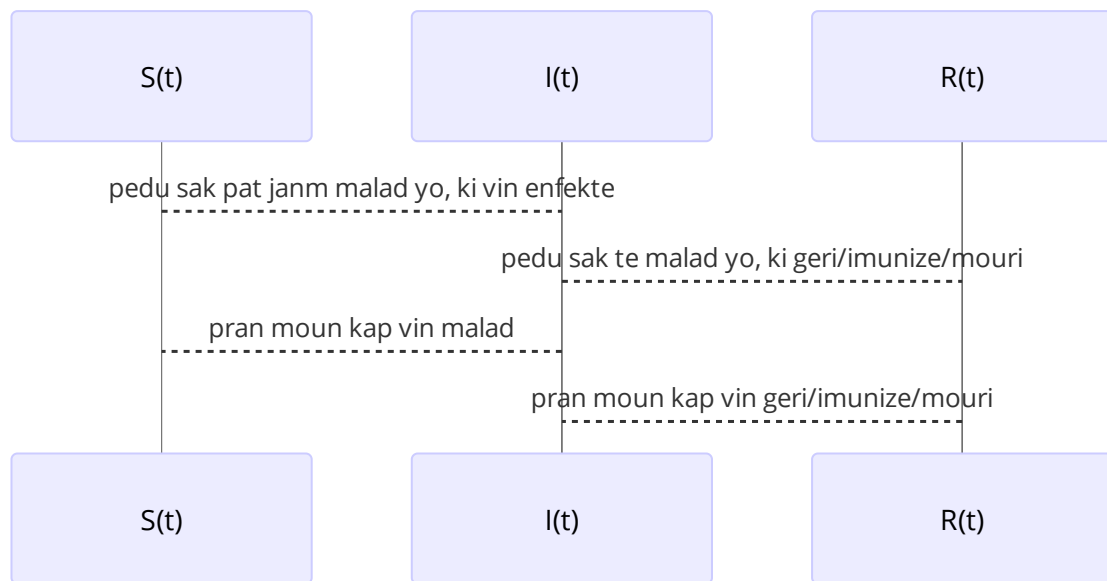 S(t)
I(t)
R(t)
pedu sak pat janm malad yo, ki vin enfekte
pedu sak te malad yo, ki geri/imunize/mouri
pran moun kap vin malad
pran moun kap vin geri/imunize/mouri
S(t)
I(t)
R(t)